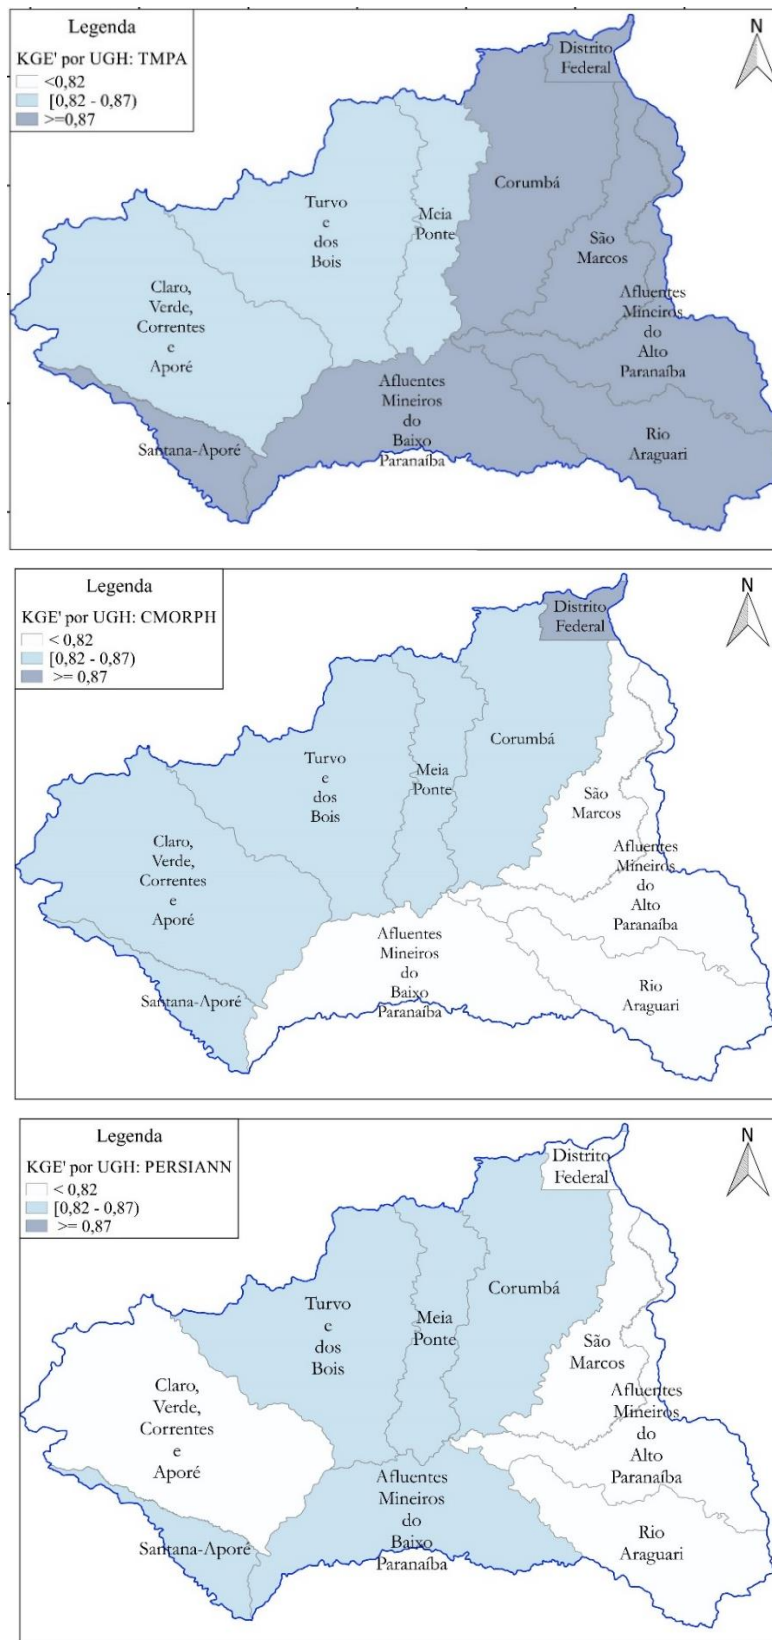 Legenda
KGE' por UGH: TMPA
<0,82
[0,82 - 0,87)
>=0,87
N
Distrito
Federal
Corumbá
Turvo
e
dos
Bois
Meia
Ponte
São
Marcos
Claro,
Verde,
Correntes
e
Aporé
Afluentes
Mineiros
do
Alto
Paranaíba
Afluentes
Mineiros
do
Baixo
Paranaíba
Santana-Aporé
Rio
Araguari
Legenda
KGE' por UGH: CMORPH
< 0,82
[0,82 - 0,87)
>= 0,87
N
Distrito
Federal
Corumbá
Turvo
e
dos
Bois
Meia
Ponte
São
Marcos
Claro,
Verde,
Correntes
e
Aporé
Afluentes
Mineiros
do
Alto
Paranaíba
Afluentes
Mineiros
do
Baixo
Paranaíba
Santana-Aporé
Rio
Araguari
Legenda
KGE' por UGH: PERSIANN
< 0,82
[0,82 - 0,87)
>= 0,87
N
Distrito
Federal
Corumbá
Turvo
e
dos
Bois
Meia
Ponte
São
Marcos
Claro,
Verde,
Correntes
e
Aporé
Afluentes
Mineiros
do
Alto
Paranaíba
Afluentes
Mineiros
do
Baixo
Paranaíba
Santana-Aporé
Rio
Araguari